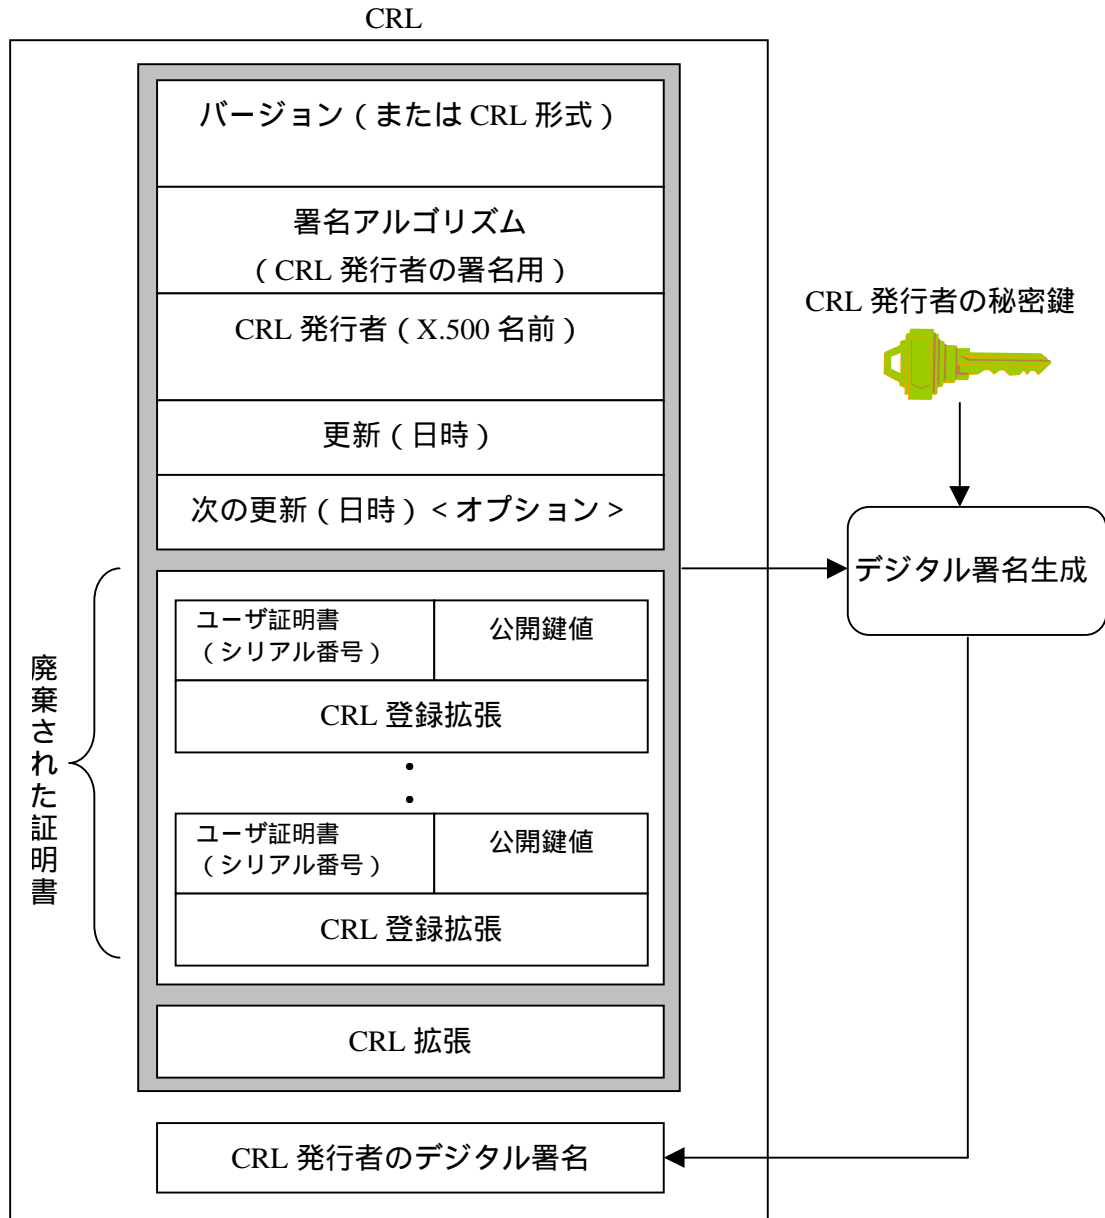 CRL
バージョン（または CRL 形式）
署名アルゴリズム
（CRL 発行者の署名用）
CRL 発行者（X.500 名前）
更新（日時）
次の更新（日時）<オプション>
廃棄された証明書
ユーザ証明書
（シリアル番号）
公開鍵値
CRL 登録拡張
・
・
ユーザ証明書
（シリアル番号）
公開鍵値
CRL 登録拡張
CRL 拡張
CRL 発行者のデジタル署名
CRL 発行者の秘密鍵
デジタル署名生成